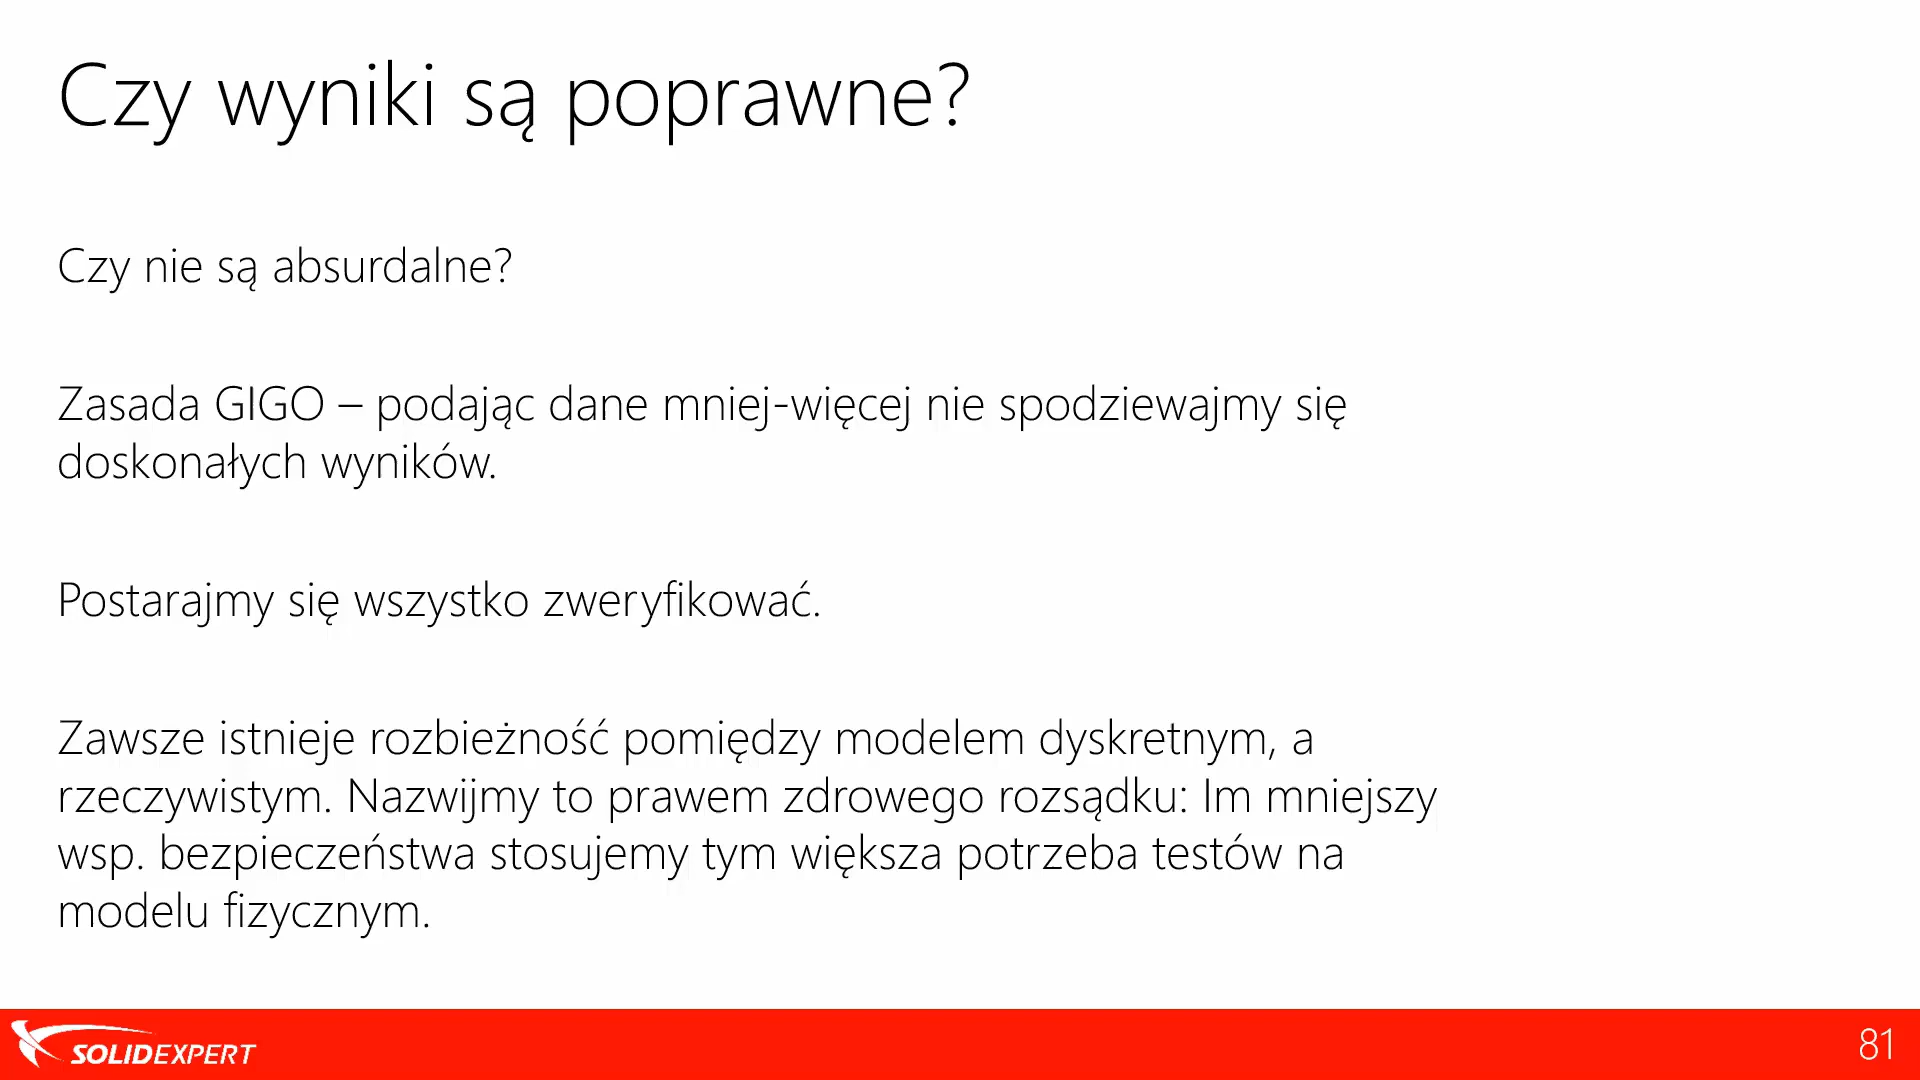 Czy wyniki są poprawne?
Czy nie są absurdalne?
Zasada GIGO – podając dane mniej-więcej nie spodziewajmy się
doskonałych wyników.
Postarajmy się wszystko zweryfikować.
Zawsze istnieje rozbieżność pomiędzy modelem dyskretnym, a
rzeczywistym. Nazwijmy to prawem zdrowego rozsądku: Im mniejszy
wsp. bezpieczeństwa stosujemy tym większa potrzeba testów na
modelu fizycznym.
SOLIDEXPERT
81